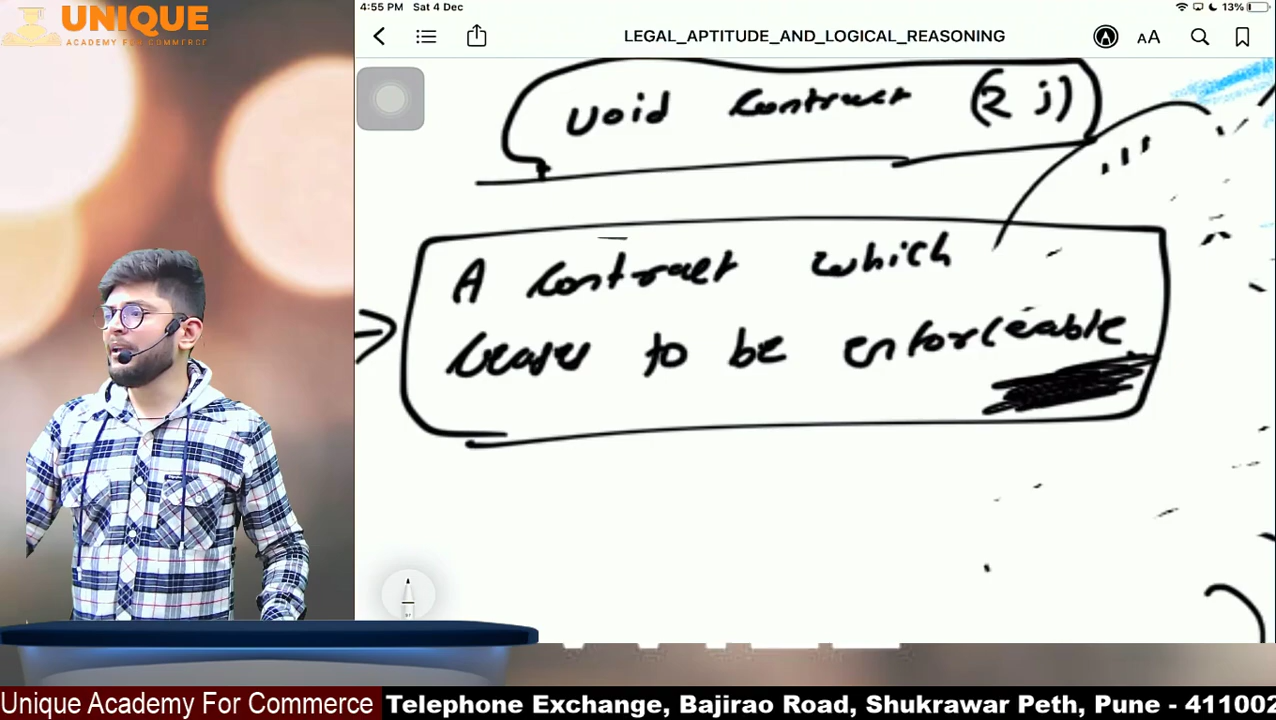 UNIQUE
ACADEMY FOR COMMERCE
4:55 PM Sat 4 Dec
13%
LEGAL_APTITUDE_AND_LOGICAL_REASONING
AA
void contract (2 j)
A contract which
ceases to be enforceable
Unique Academy For Commerce
Telephone Exchange, Bajirao Road, Shukrawar Peth, Pune - 411002